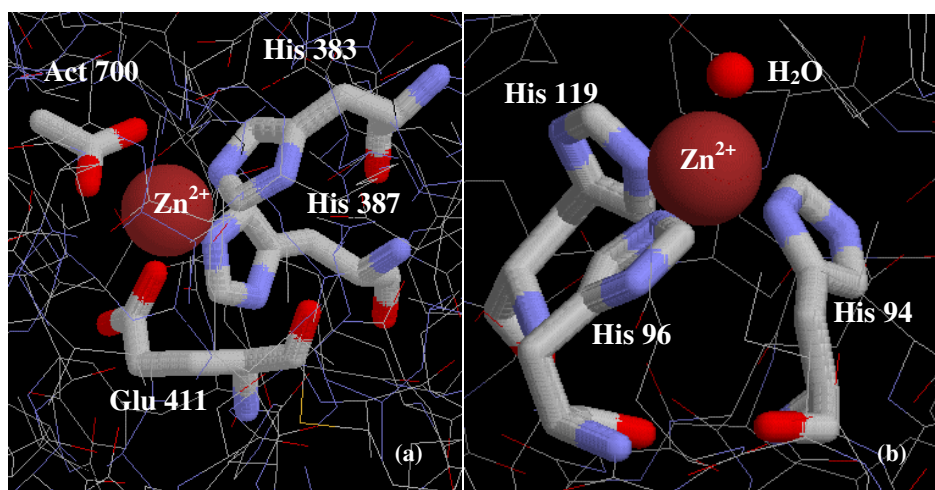 His 383
Act 700
Zn²⁺
His 387
Glu 411
(a)
H₂O
His 119
Zn²⁺
His 96
His 94
(b)